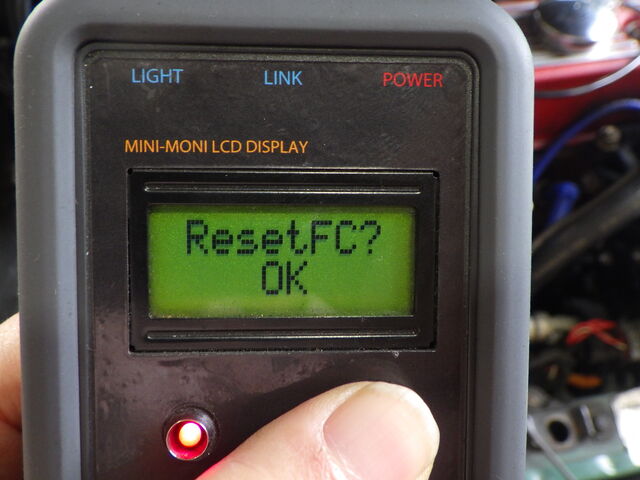 LIGHT LINK POWER
MINI-MONI LCD DISPLAY
ResetFC?
OK